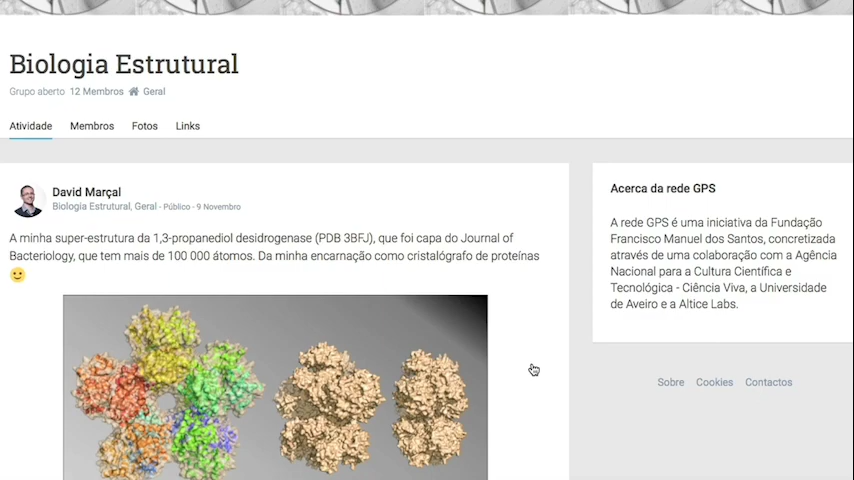 Biologia Estrutural
Grupo aberto 12 Membros Geral
Atividade Membros Fotos Links
David Marçal
Biologia Estrutural, Geral - Público - 9 Novembro
A minha super-estrutura da 1,3-propanediol desidrogenase (PDB 3BFJ), que foi capa do Journal of
Bacteriology, que tem mais de 100 000 átomos. Da minha encarnação como cristalógrafo de proteínas
Acerca da rede GPS
A rede GPS é uma iniciativa da Fundação
Francisco Manuel dos Santos, concretizada
através de uma colaboração com a Agência
Nacional para a Cultura Científica e
Tecnológica - Ciência Viva, a Universidade
de Aveiro e a Altice Labs.
Sobre Cookies Contactos